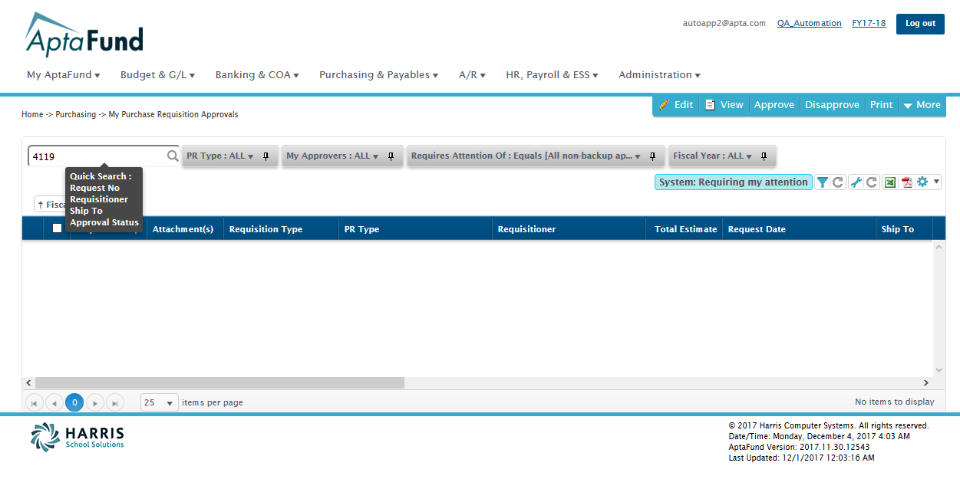 AptaFund
autoapp2@apta.com QA_Automation FY17-18 Log out
My AptaFund Budget & G/L Banking & COA Purchasing & Payables A/R HR, Payroll & ESS Administration
Edit View Approve Disapprove Print More
Home -> Purchasing -> My Purchase Requisition Approvals
4119 PR Type : ALL My Approvers : ALL Requires Attention Of : Equals [All non-backup ap... Fiscal Year : ALL
Quick Search :
Request No
Requisitioner
Ship To
Approval Status
System: Requiring my attention
Attachment(s) Requisition Type PR Type Requisitioner Total Estimate Request Date Ship To
0 25 items per page No items to display
HARRIS
School Solutions
© 2017 Harris Computer Systems. All rights reserved.
Date/Time: Monday, December 4, 2017 4:03 AM
AptaFund Version: 2017.11.30.12543
Last Updated: 12/1/2017 12:03:16 AM